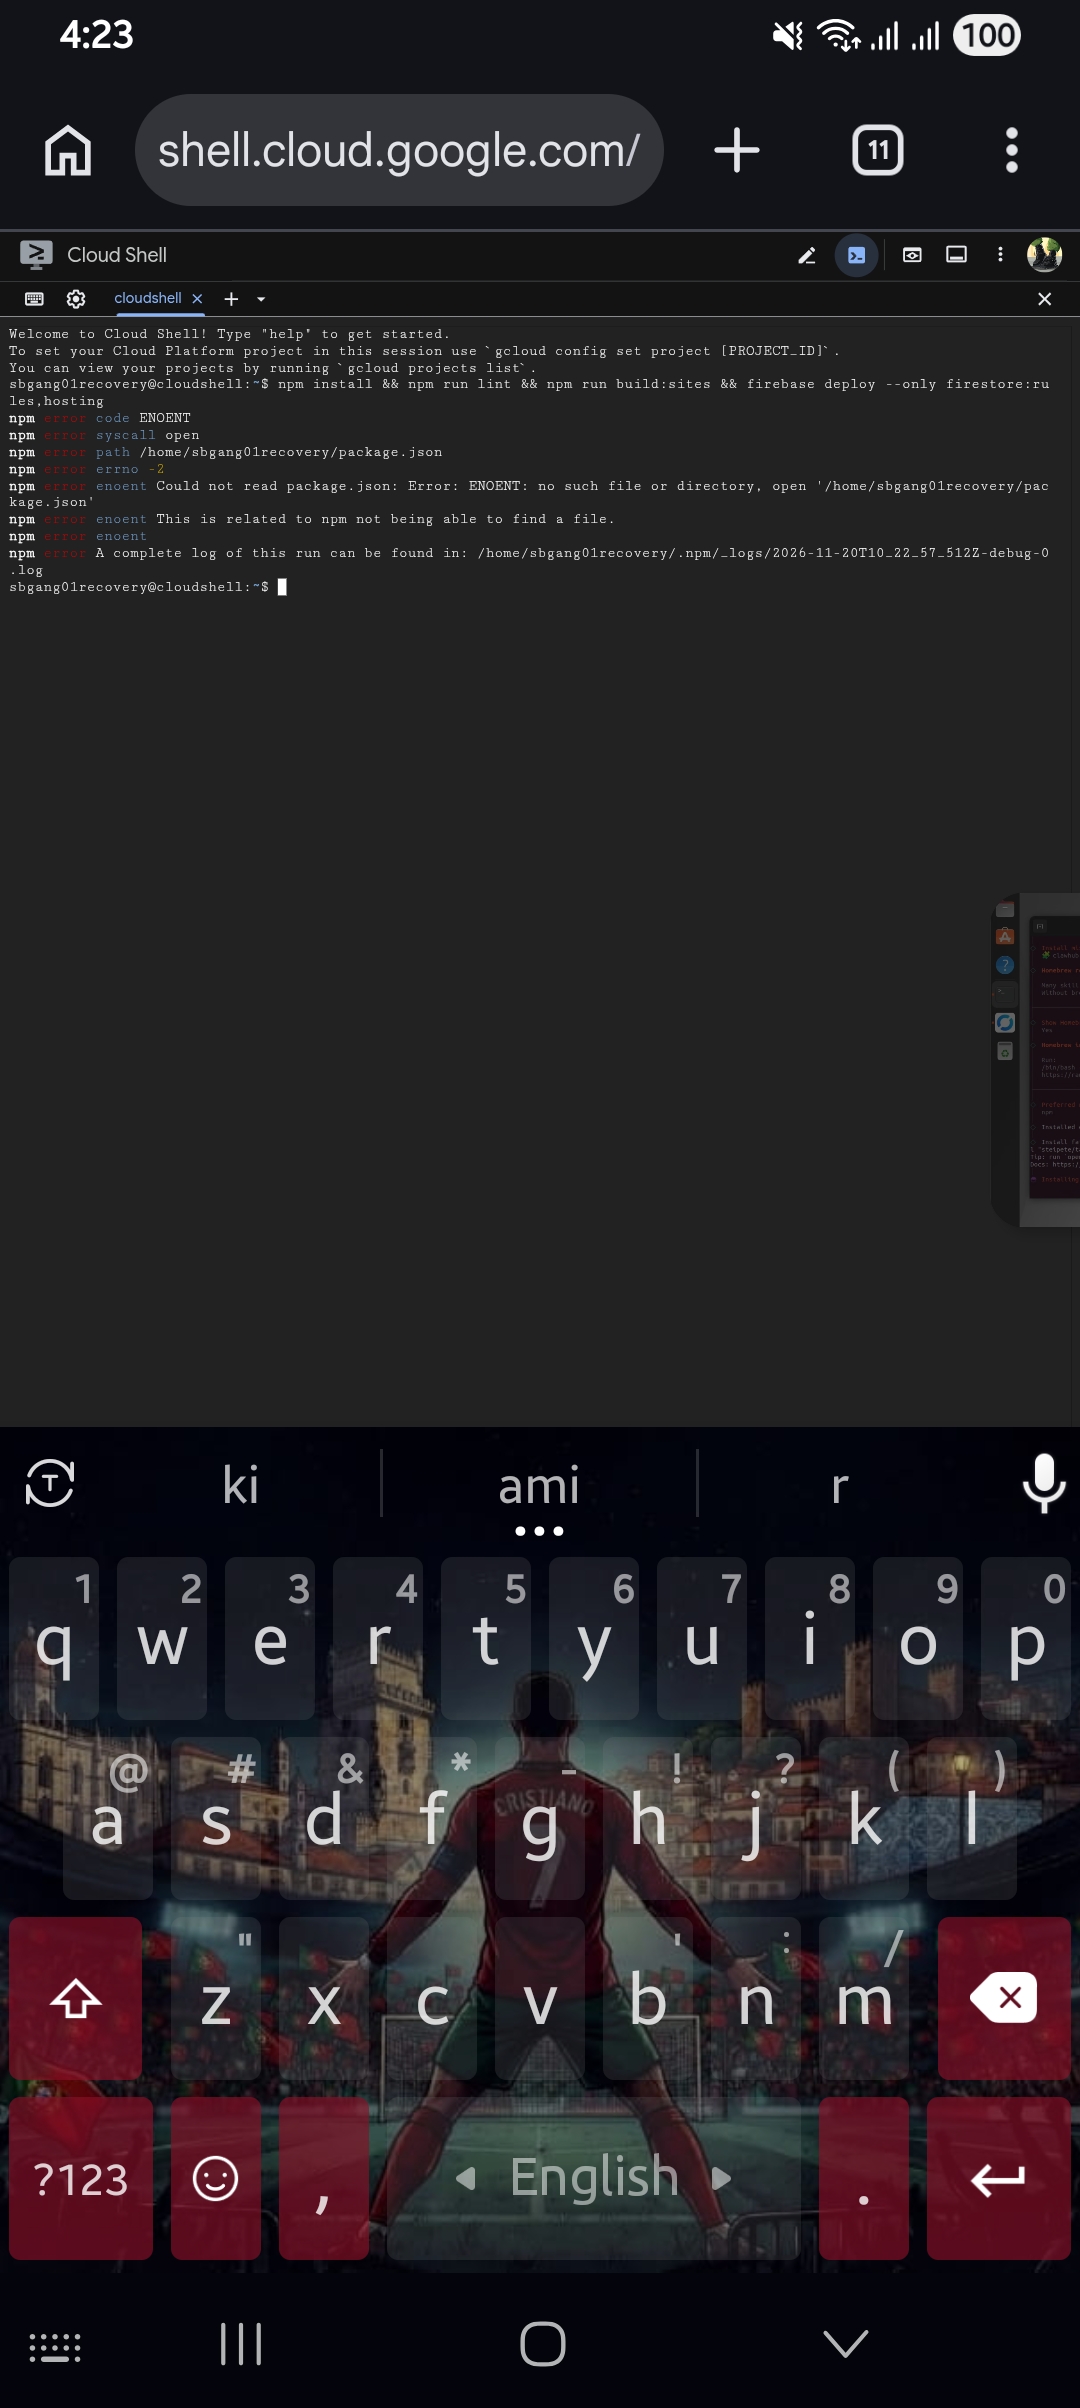 4:23
100
shell.cloud.google.com/
11
Cloud Shell
cloudshell
Welcome to Cloud Shell! Type "help" to get started.
To set your Cloud Platform project in this session use `gcloud config set project [PROJECT_ID]`.
You can view your projects by running `gcloud projects list`.
sbgang01recovery@cloudshell:~$ npm install && npm run lint && npm run build:sites && firebase deploy --only firestore:ru
les,hosting
npm error code ENOENT
npm error syscall open
npm error path /home/sbgang01recovery/package.json
npm error errno -2
npm error enoent Could not read package.json: Error: ENOENT: no such file or directory, open '/home/sbgang01recovery/pac
kage.json'
npm error enoent This is related to npm not being able to find a file.
npm error enoent
npm error A complete log of this run can be found in: /home/sbgang01recovery/.npm/_logs/2026-11-20T10_22_57_512Z-debug-0
.log
sbgang01recovery@cloudshell:~$
T ki ami r
1 2 3 4 5 6 7 8 9 0
q w e r t y u i o p
@ # & * - ! ? ( )
a s d f g h j k l
CRISTIANO
7
" ' : /
z x c v b n m
?123 , English .